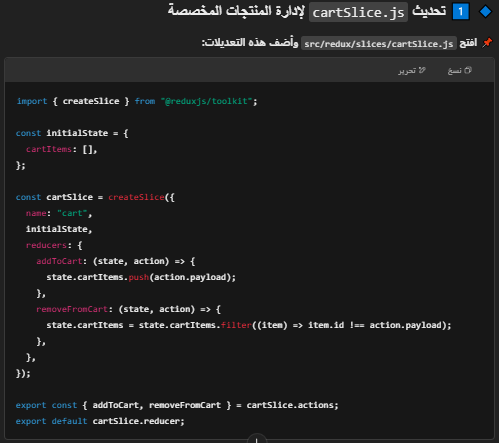 1 تحديث cartSlice.js لإدارة المنتجات المخصصة
افتح src/redux/slices/cartSlice.js وأضف هذه التعديلات:
نسخ تحرير
import { createSlice } from "@reduxjs/toolkit";
const initialState = {
  cartItems: [],
};
const cartSlice = createSlice({
  name: "cart",
  initialState,
  reducers: {
    addToCart: (state, action) => {
      state.cartItems.push(action.payload);
    },
    removeFromCart: (state, action) => {
      state.cartItems = state.cartItems.filter((item) => item.id !== action.payload);
    },
  },
});
export const { addToCart, removeFromCart } = cartSlice.actions;
export default cartSlice.reducer;